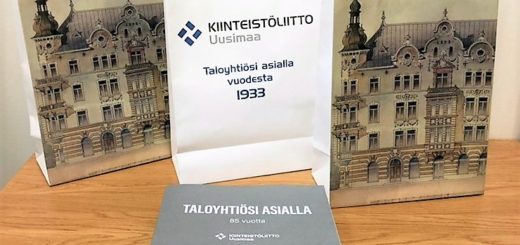 KIINTEISTÖLIITTO
Uusimaa
Taloyhtiösi asialla
vuodesta
1933
TALOYHTIÖSI ASIALLA
85 vuotta
KIINTEISTÖLIITTO
Uusimaa